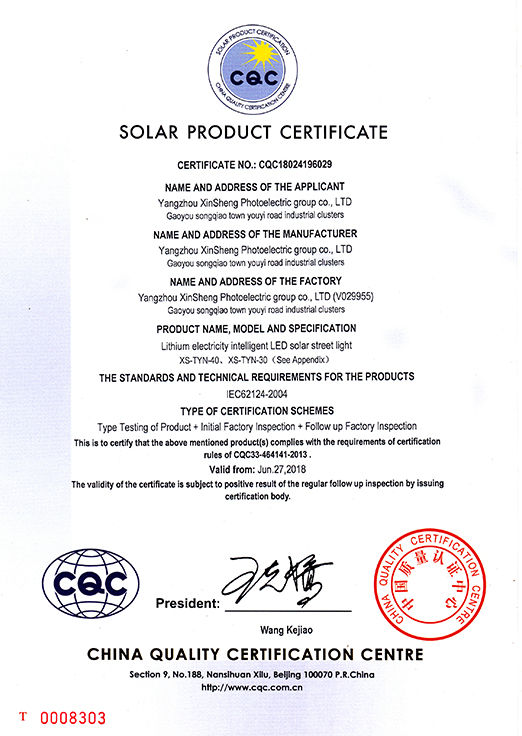 SOLAR PRODUCT CERTIFICATION
CQC
CHINA QUALITY CERTIFICATION CENTRE
SOLAR PRODUCT CERTIFICATE
CERTIFICATE NO.: CQC18024196029
NAME AND ADDRESS OF THE APPLICANT
Yangzhou XinSheng Photoelectric group co., LTD
Gaoyou songqiao town youyi road industrial clusters
NAME AND ADDRESS OF THE MANUFACTURER
Yangzhou XinSheng Photoelectric group co., LTD
Gaoyou songqiao town youyi road industrial clusters
NAME AND ADDRESS OF THE FACTORY
Yangzhou XinSheng Photoelectric group co., LTD (V029955)
Gaoyou songqiao town youyi road industrial clusters
PRODUCT NAME, MODEL AND SPECIFICATION
Lithium electricity intelligent LED solar street light
XS-TYN-40、XS-TYN-30（See Appendix）
THE STANDARDS AND TECHNICAL REQUIREMENTS FOR THE PRODUCTS
IEC62124-2004
TYPE OF CERTIFICATION SCHEMES
Type Testing of Product + Initial Factory Inspection + Follow up Factory Inspection
This is to certify that the above mentioned product(s) complies with the requirements of certification
rules of CQC33-464141-2013 .
Valid from: Jun.27,2018
The validity of the certificate is subject to positive result of the regular follow up inspection by issuing
certification body.
CQC
President:
王克娇
Wang Kejiao
CHINA QUALITY CERTIFICATION CENTRE
中国质量认证中心
CHINA QUALITY CERTIFICATION CENTRE
Section 9, No.188, Nansihuan Xilu, Beijing 100070 P.R.China
http://www.cqc.com.cn
T 0008303